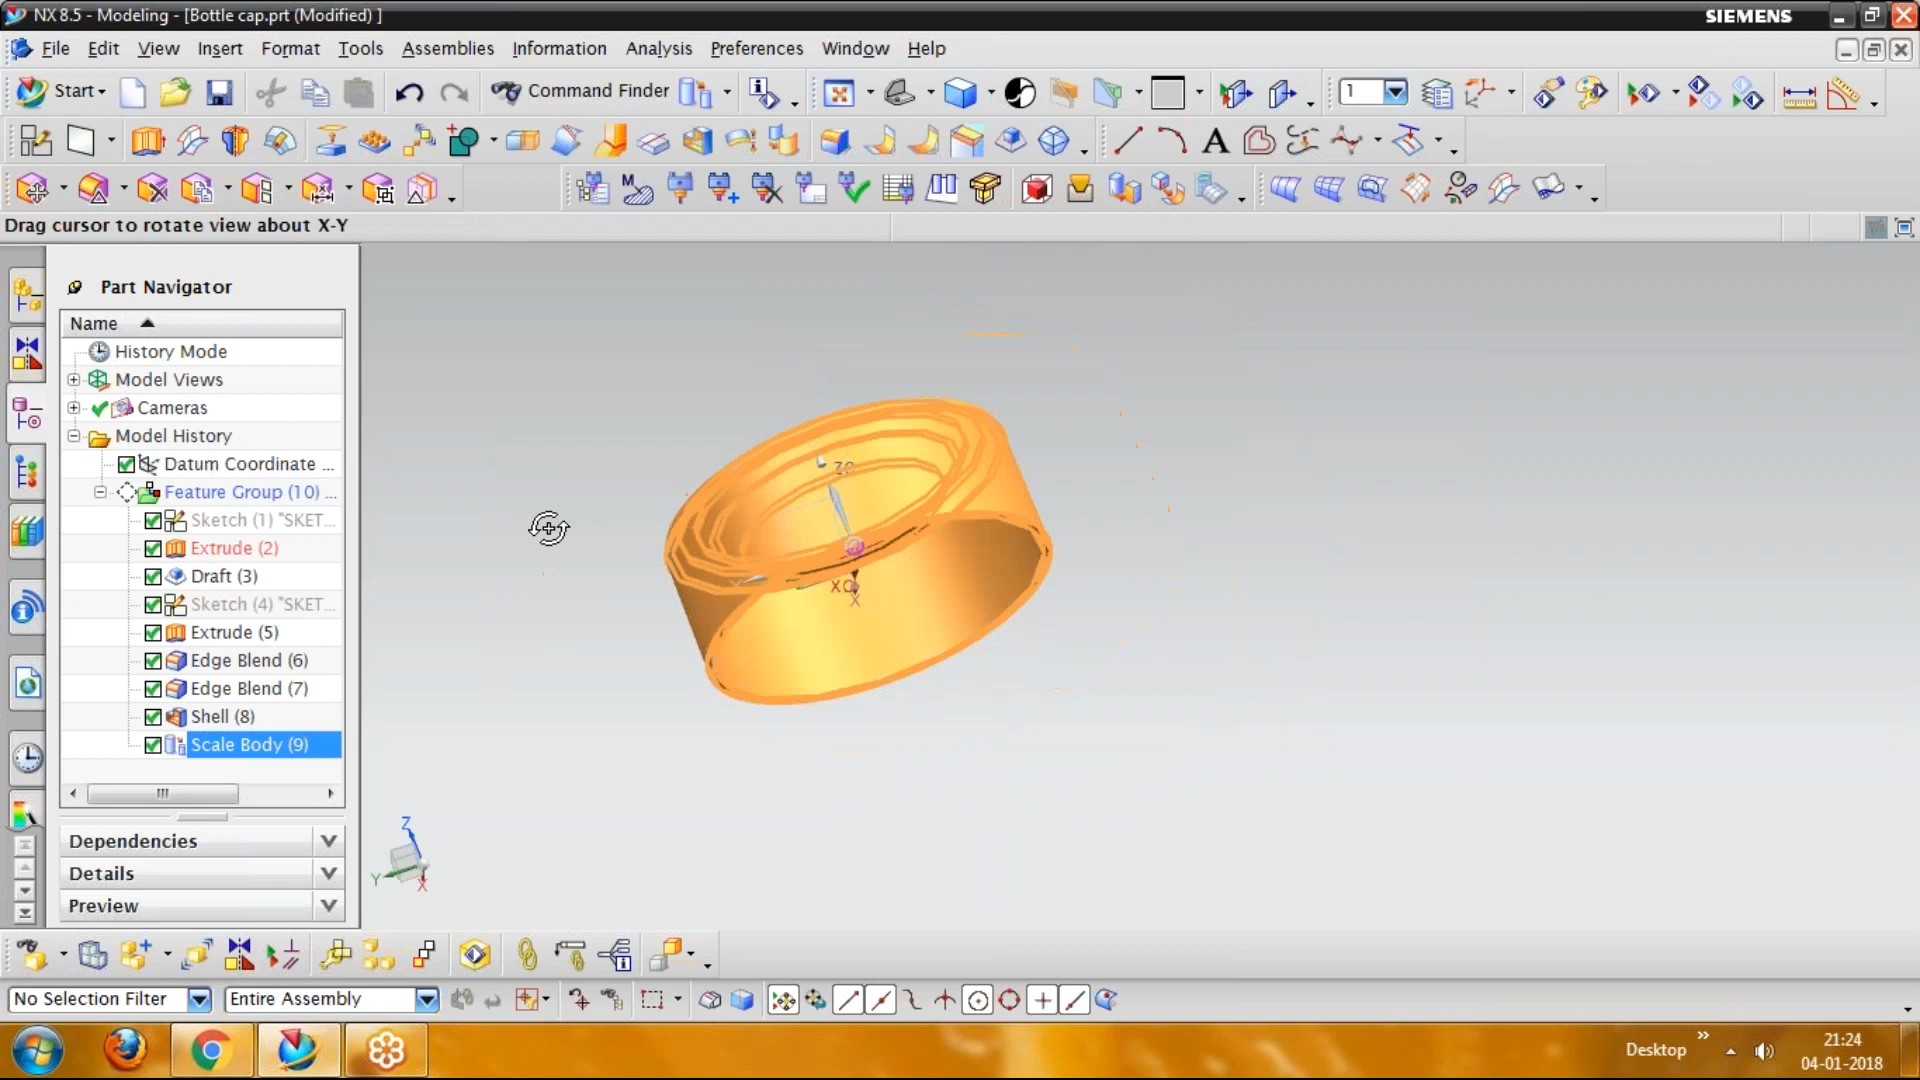 NX 8.5 - Modeling - [Bottle cap.prt (Modified) ]
SIEMENS
File Edit View Insert Format Tools Assemblies Information Analysis Preferences Window Help
Start Command Finder 1
A
M
Drag cursor to rotate view about X-Y
Part Navigator
Name
History Mode
Model Views
Cameras
Model History
Datum Coordinate ...
Feature Group (10) ...
Sketch (1) "SKET...
Extrude (2)
Draft (3)
Sketch (4) "SKET...
Extrude (5)
Edge Blend (6)
Edge Blend (7)
Shell (8)
Scale Body (9)
Dependencies
Details
Preview
XC
X
Z
Y
X
No Selection Filter Entire Assembly
Desktop
21:24
04-01-2018